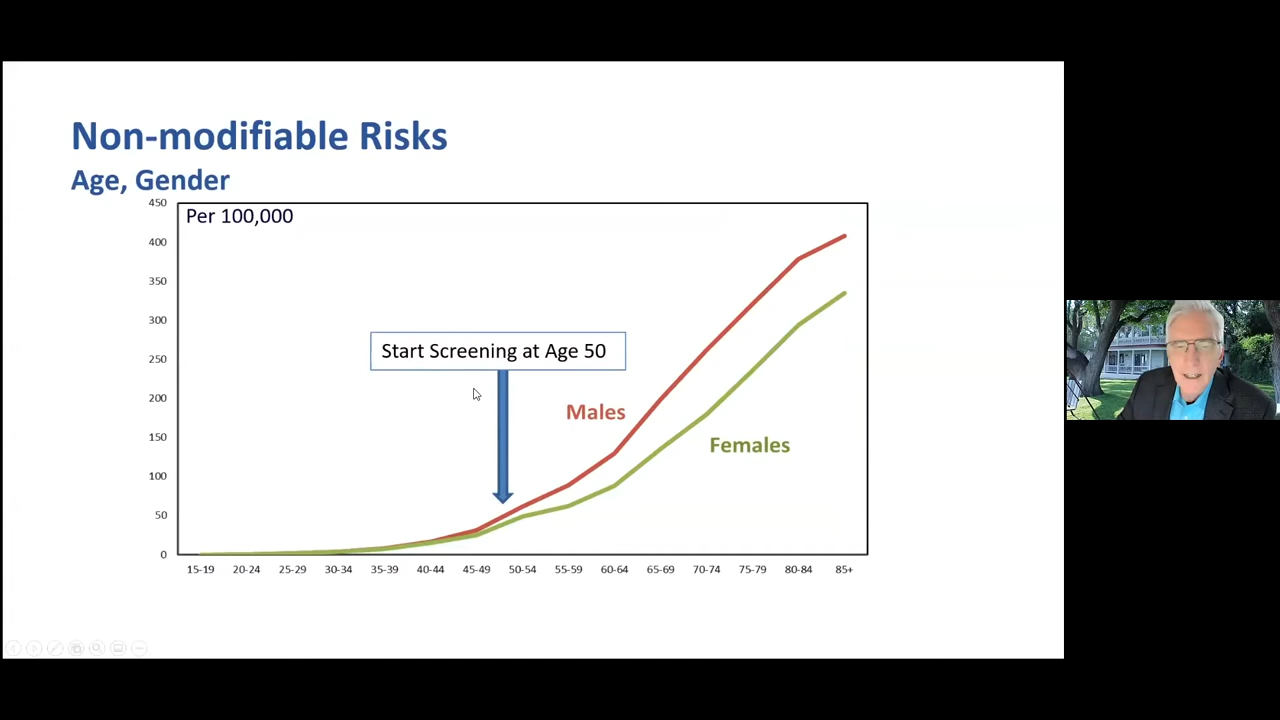 Non-modifiable Risks
Age, Gender
Per 100,000
450
400
350
300
250
200
150
100
50
0
Start Screening at Age 50
Males
Females
15-19 20-24 25-29 30-34 35-39 40-44 45-49 50-54 55-59 60-64 65-69 70-74 75-79 80-84 85+